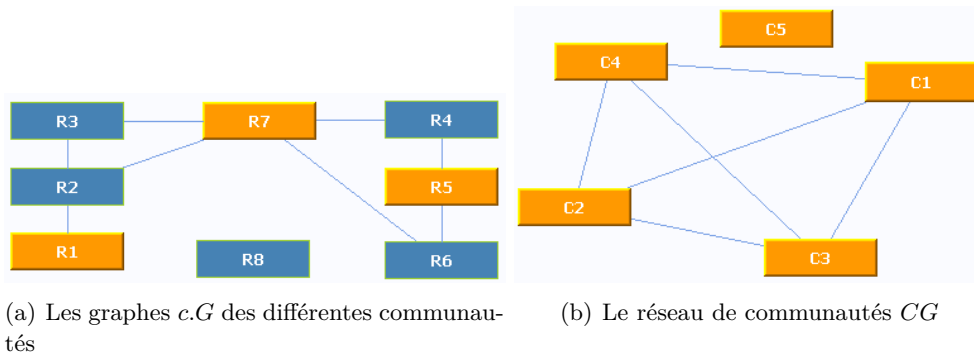 R3
R7
R4
R2
R5
R1
R8
R6
(a) Les graphes c.G des différentes communau-
tés
C5
C4
C1
C2
C3
(b) Le réseau de communautés CG